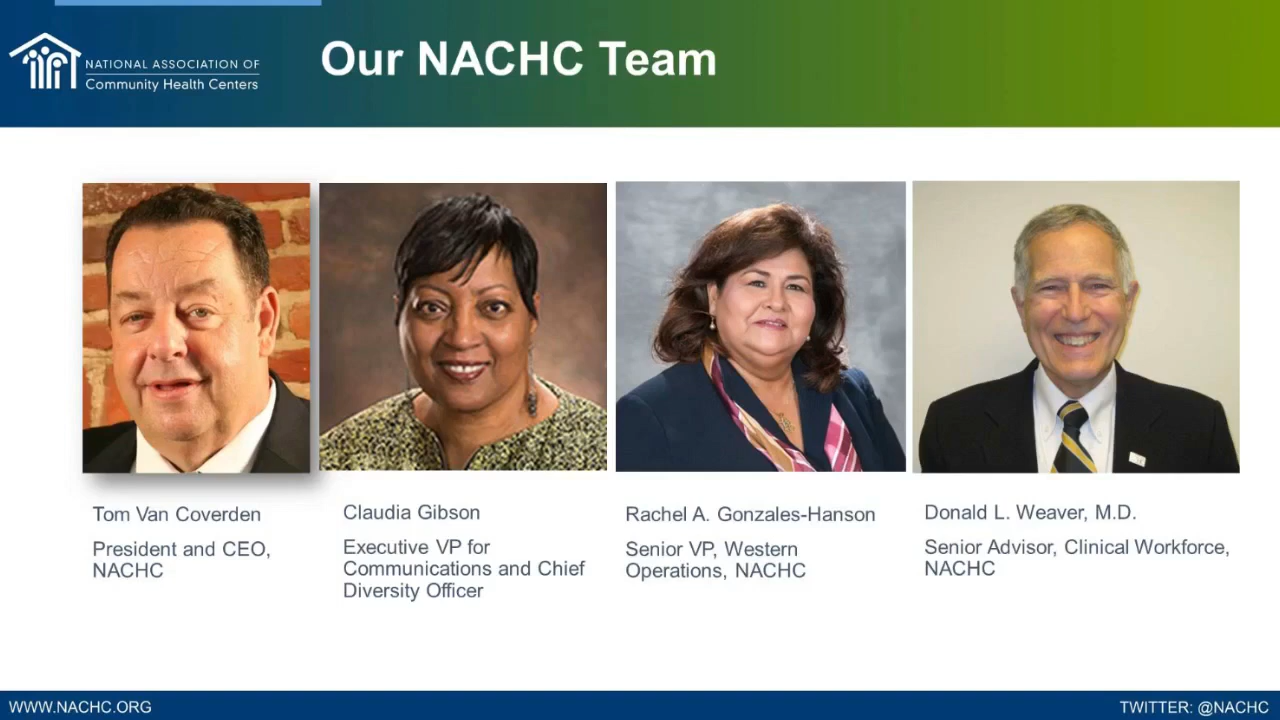 NATIONAL ASSOCIATION OF
Community Health Centers
Our NACHC Team
Tom Van Coverden
President and CEO,
NACHC
Claudia Gibson
Executive VP for
Communications and Chief
Diversity Officer
Rachel A. Gonzales-Hanson
Senior VP, Western
Operations, NACHC
Donald L. Weaver, M.D.
Senior Advisor, Clinical Workforce,
NACHC
WWW.NACHC.ORG
TWITTER: @NACHC